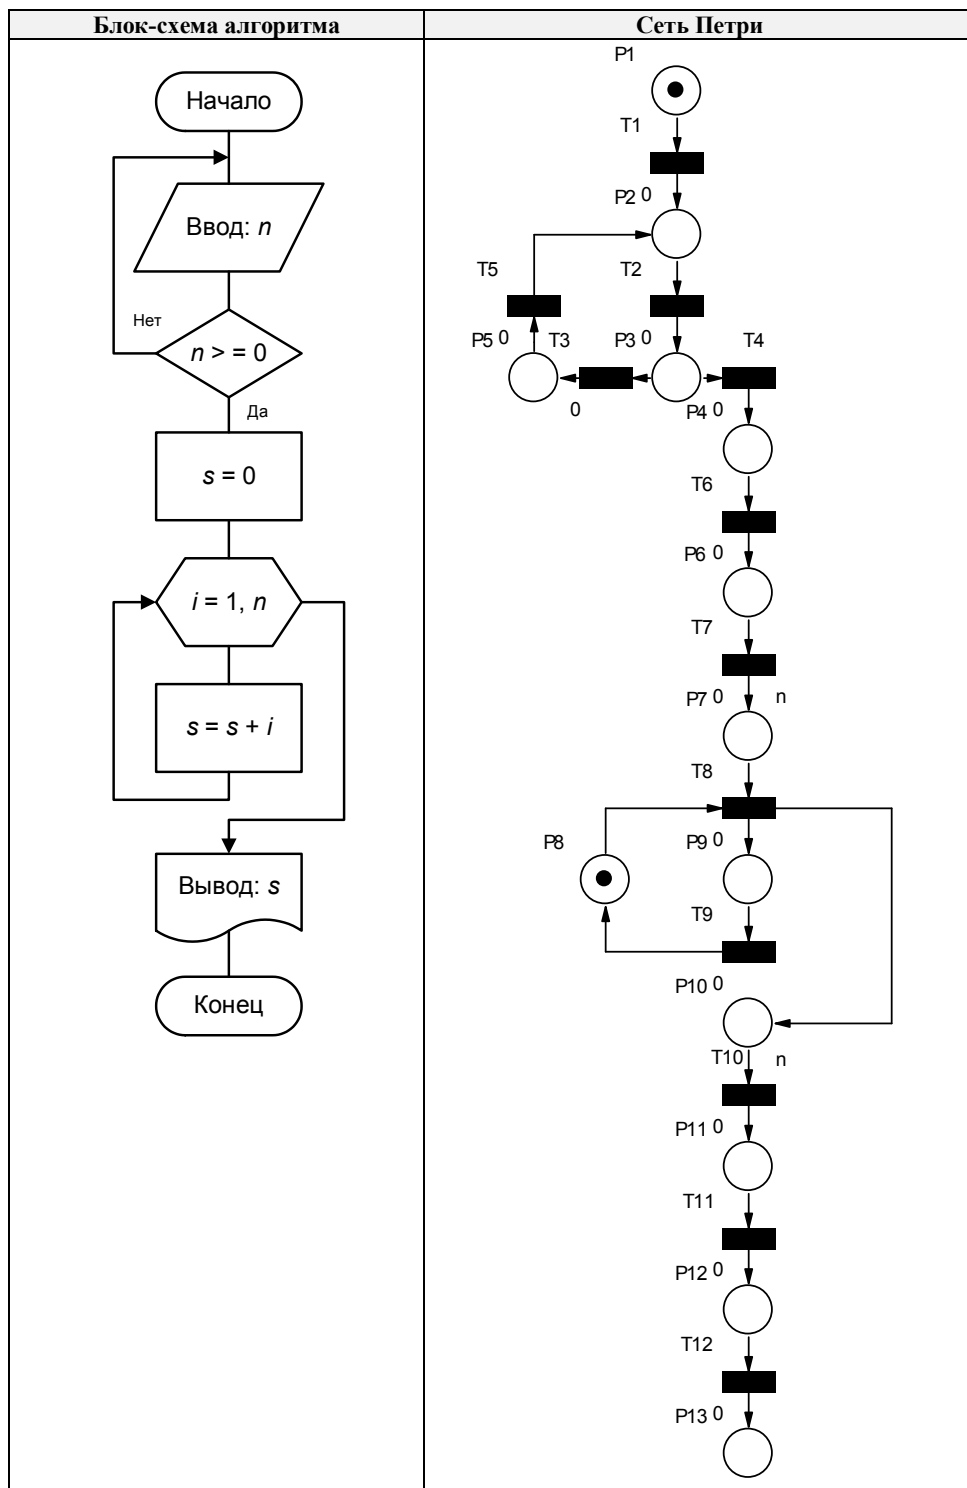 Блок-схема алгоритма
Сеть Петри
Начало
Ввод: n
Нет
n > = 0
Да
s = 0
i = 1, n
s = s + i
Вывод: s
Конец
P1
T1
P2 0
T5
T2
P5 0
T3
P3 0
T4
0
P4 0
T6
P6 0
T7
P7 0
n
T8
P8
P9 0
T9
P10 0
T10
n
P11 0
T11
P12 0
T12
P13 0